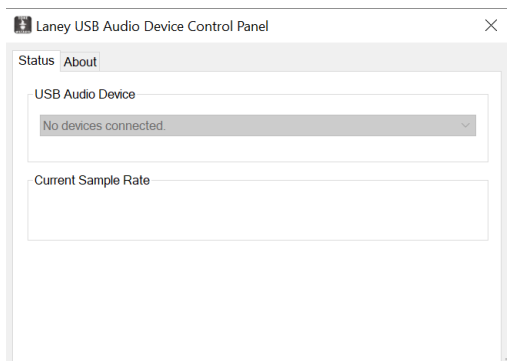 Laney USB Audio Device Control Panel
Status About
USB Audio Device
No devices connected.
Current Sample Rate